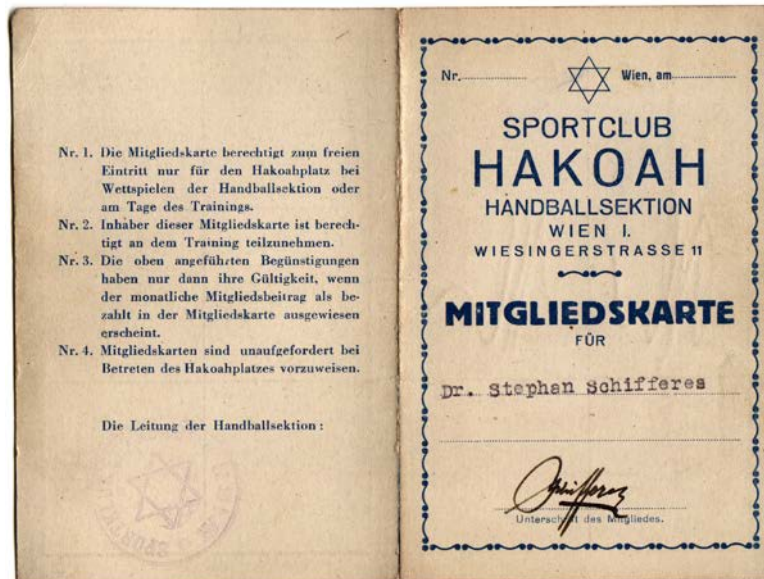 Nr. 1. Die Mitgliedskarte berechtigt zum freien
Eintritt nur für den Hakoahplatz bei
Wettspielen der Handballsektion oder
am Tage des Trainings.
Nr. 2. Inhaber dieser Mitgliedskarte ist berech-
tigt an dem Training teilzunehmen.
Nr. 3. Die oben angeführten Begünstigungen
haben nur dann ihre Gültigkeit, wenn
der monatliche Mitgliedsbeitrag als be-
zahlt in der Mitgliedskarte ausgewiesen
erscheint.
Nr. 4. Mitgliedskarten sind unaufgefordert bei
Betreten des Hakoahplatzes vorzuweisen.
Die Leitung der Handballsektion:
Nr. Wien, am
SPORTCLUB
HAKOAH
HANDBALLSEKTION
WIEN I.
WIESINGERSTRASSE 11
MITGLIEDSKARTE
FÜR
Dr. Stephan Schifferes
Unterschrift des Mitgliedes.